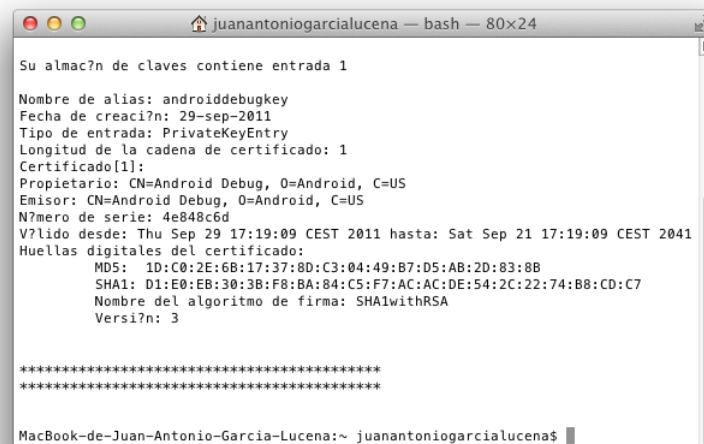 juanantoniogarcialucena — bash — 80×24
Su almac?n de claves contiene entrada 1
Nombre de alias: androiddebugkey
Fecha de creaci?n: 29-sep-2011
Tipo de entrada: PrivateKeyEntry
Longitud de la cadena de certificado: 1
Certificado[1]:
Propietario: CN=Android Debug, O=Android, C=US
Emisor: CN=Android Debug, O=Android, C=US
N?mero de serie: 4e848c6d
V?lido desde: Thu Sep 29 17:19:09 CEST 2011 hasta: Sat Sep 21 17:19:09 CEST 2041
Huellas digitales del certificado:
MD5: 1D:C0:2E:6B:17:37:8D:C3:04:49:B7:D5:AB:2D:83:8B
SHA1: D1:E0:EB:30:3B:F8:BA:84:C5:F7:AC:AC:DE:54:2C:22:74:B8:CD:C7
Nombre del algoritmo de firma: SHA1withRSA
Versi?n: 3
*******************************************
*******************************************
MacBook-de-Juan-Antonio-Garcia-Lucena:~ juanantoniogarcialucena$